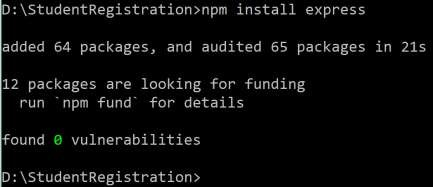 D:\StudentRegistration>npm install express
added 64 packages, and audited 65 packages in 21s
12 packages are looking for funding
  run `npm fund` for details
found 0 vulnerabilities
D:\StudentRegistration>